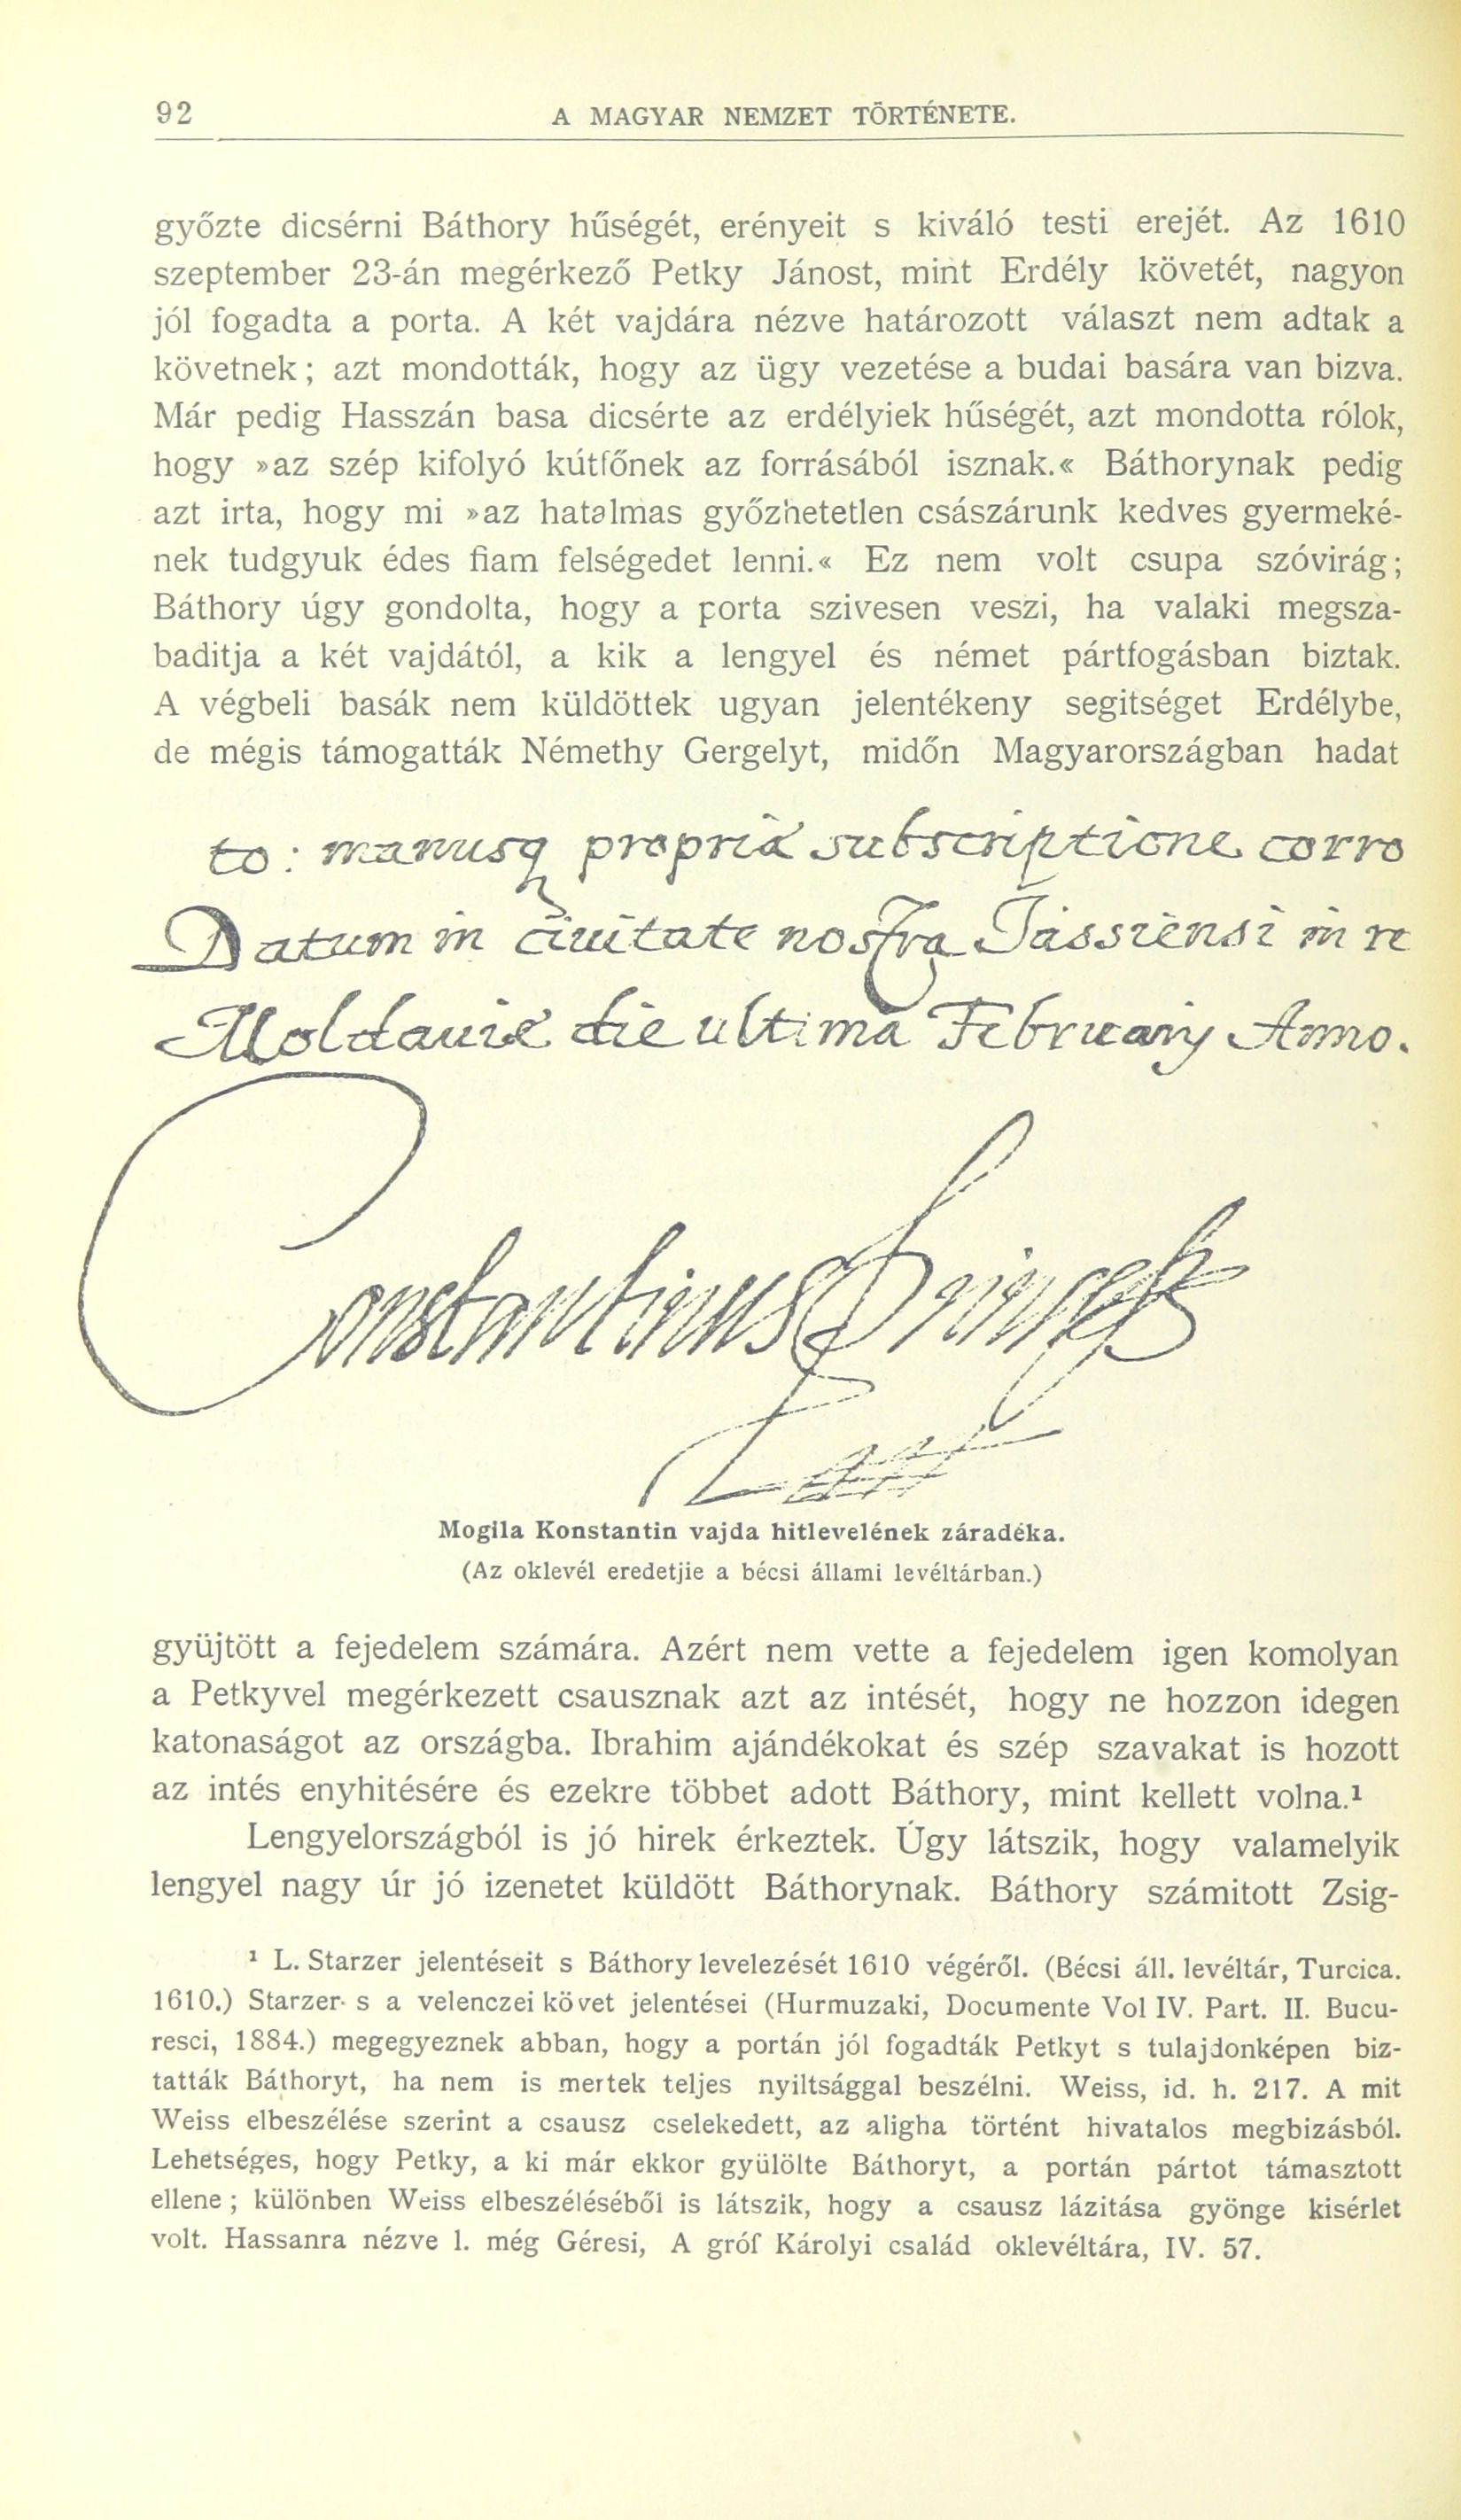 92
A MAGYAR NEMZET TÖRTÉNETE.
győzte dicsérni Báthory hűségét, erényeit s kiváló testi erejét. Az 1610
szeptember 23-án megérkező Petky Jánost, mint Erdély követét, nagyon
jól fogadta a porta. A két vajdára nézve határozott választ nem adtak a
követnek; azt mondották, hogy az ügy vezetése a budai basára van bizva.
Már pedig Hasszán basa dicsérte az erdélyiek hűségét, azt mondotta rólok,
hogy »az szép kifolyó kútfőnek az forrásából isznak.« Báthorynak pedig
azt irta, hogy mi »az hatalmas győzhetetlen császárunk kedves gyermeké-
nek tudgyuk édes fiam felségedet lenni.« Ez nem volt csupa szóvirág;
Báthory úgy gondolta, hogy a porta szivesen veszi, ha valaki megsza-
baditja a két vajdától, a kik a lengyel és német pártfogásban biztak.
A végbeli basák nem küldöttek ugyan jelentékeny segitséget Erdélybe,
de mégis támogatták Némethy Gergelyt, midőn Magyarországban hadat
to: manusq propria subscriptione corro
Datum in ciuitate nostra Jassiensi in re
Moldauie die ultima February Anno.
Constantinus Princeps
Mogila Konstantin vajda hitlevelének záradéka.
(Az oklevél eredetjie a bécsi állami levéltárban.)
gyüjtött a fejedelem számára. Azért nem vette a fejedelem igen komolyan
a Petkyvel megérkezett csausznak azt az intését, hogy ne hozzon idegen
katonaságot az országba. Ibrahim ajándékokat és szép szavakat is hozott
az intés enyhitésére és ezekre többet adott Báthory, mint kellett volna.¹
Lengyelországból is jó hirek érkeztek. Úgy látszik, hogy valamelyik
lengyel nagy úr jó izenetet küldött Báthorynak. Báthory számitott Zsig-
¹ L. Starzer jelentéseit s Báthory levelezését 1610 végéről. (Bécsi áll. levéltár, Turcica.
1610.) Starzer s a velenczei követ jelentései (Hurmuzaki, Documente Vol IV. Part. II. Bucu-
resci, 1884.) megegyeznek abban, hogy a portán jól fogadták Petkyt s tulajdonképen biz-
tatták Báthoryt, ha nem is mertek teljes nyiltsággal beszélni. Weiss, id. h. 217. A mit
Weiss elbeszélése szerint a csausz cselekedett, az aligha történt hivatalos megbizásból.
Lehetséges, hogy Petky, a ki már ekkor gyülölte Báthoryt, a portán pártot támasztott
ellene; különben Weiss elbeszéléséből is látszik, hogy a csausz lázitása gyönge kisérlet
volt. Hassanra nézve l. még Géresi, A gróf Károlyi család oklevéltára, IV. 57.